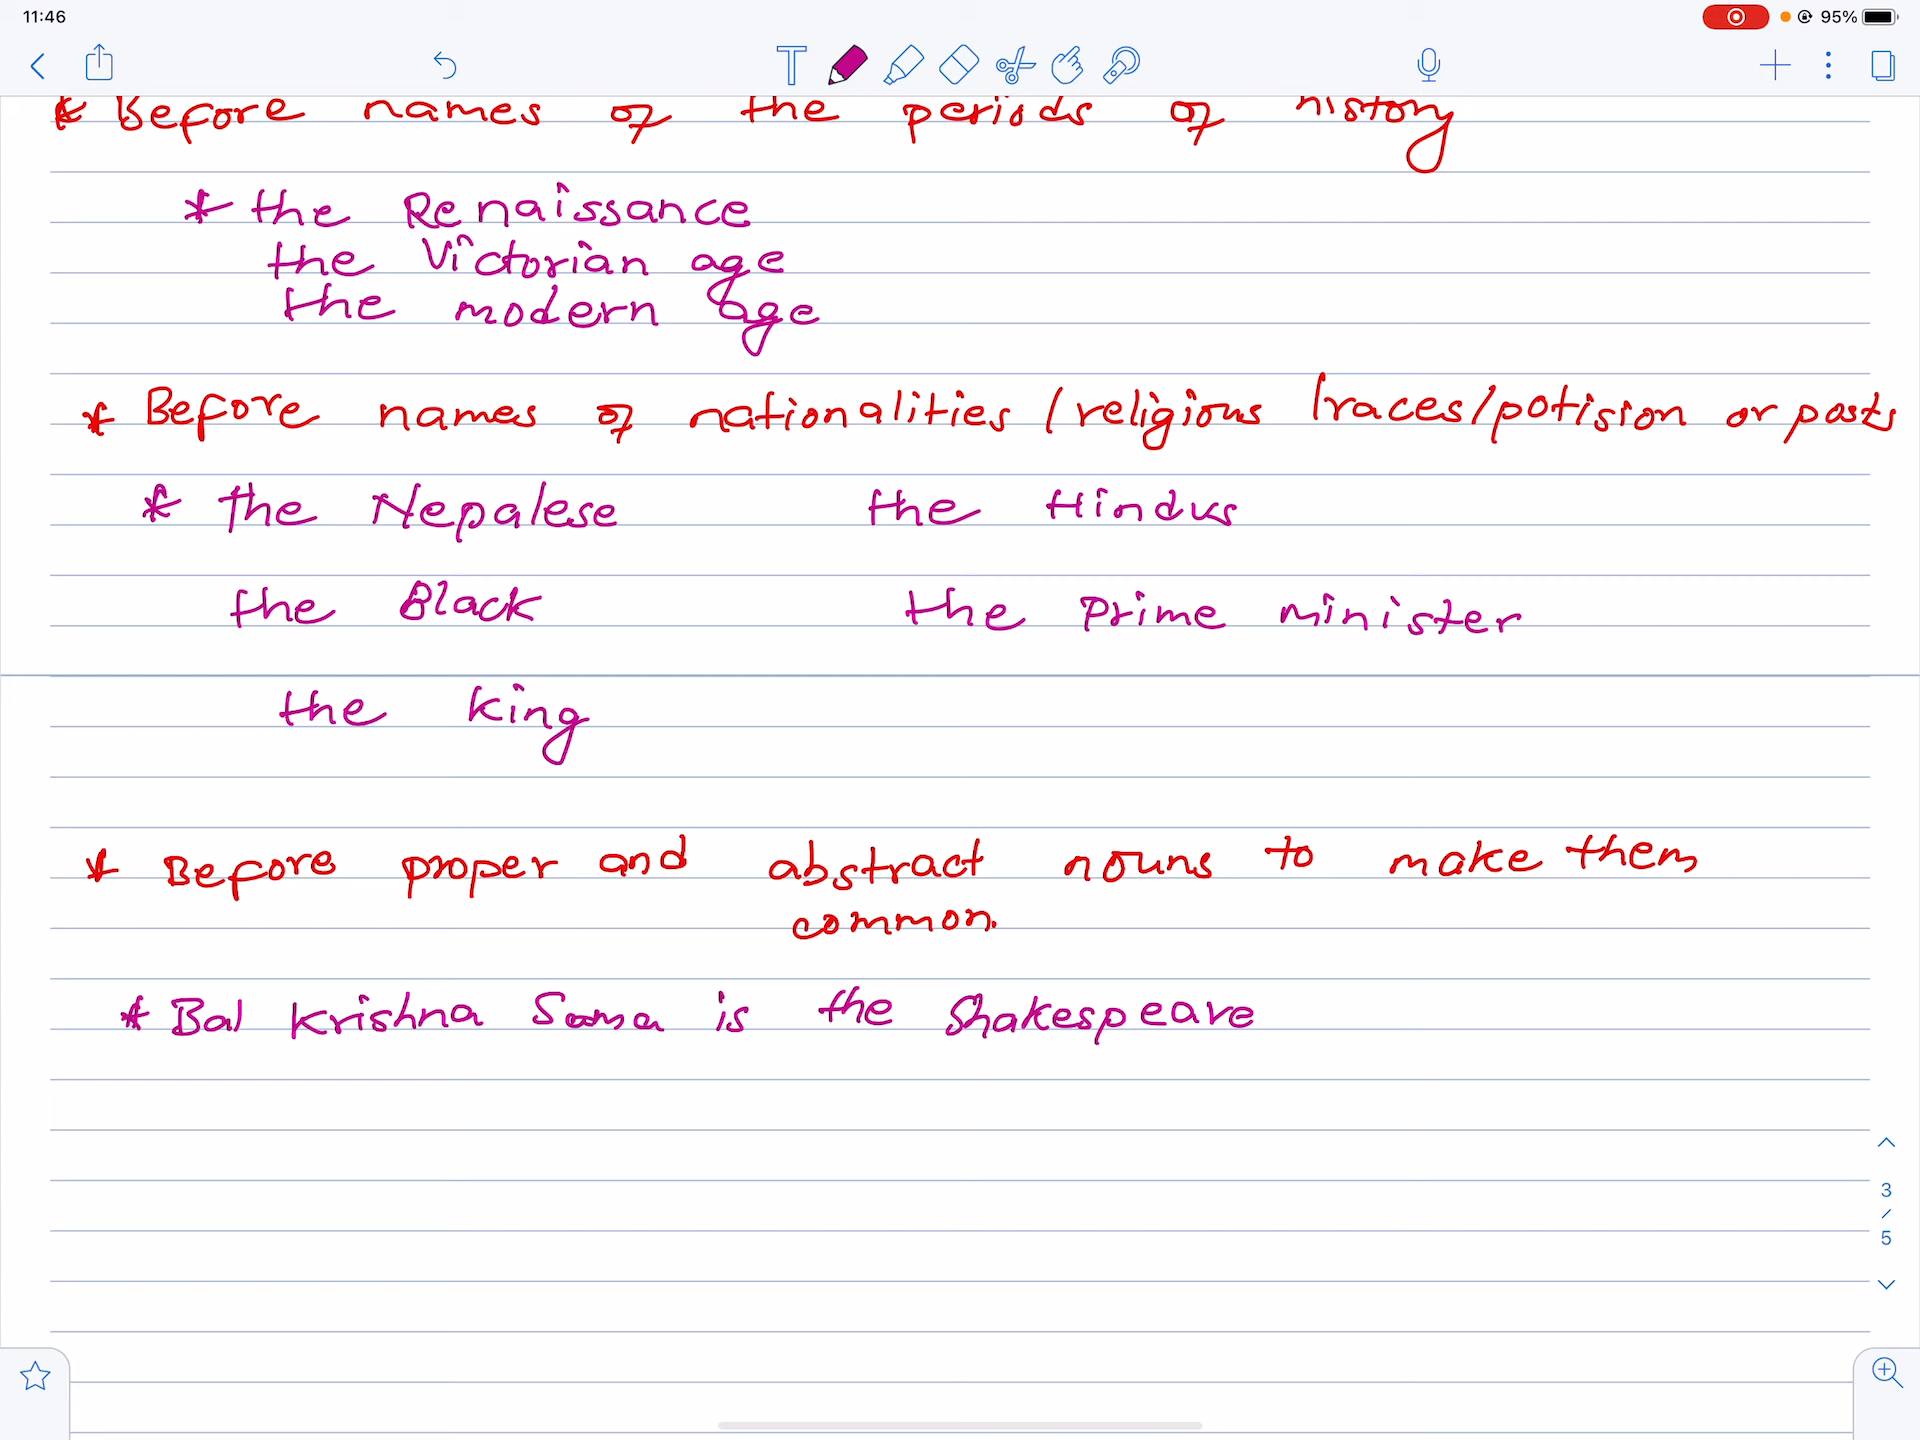 11:46
95%
* Before names of the periods of history
* the Renaissance
the Victorian age
the modern age
* Before names of nationalities / religious / races / potision or posts
* the Nepalese the Hindus
the Black the Prime minister
the King
* Before proper and abstract nouns to make them
common.
* Bal Krishna Sama is the Shakespeare
3
/
5